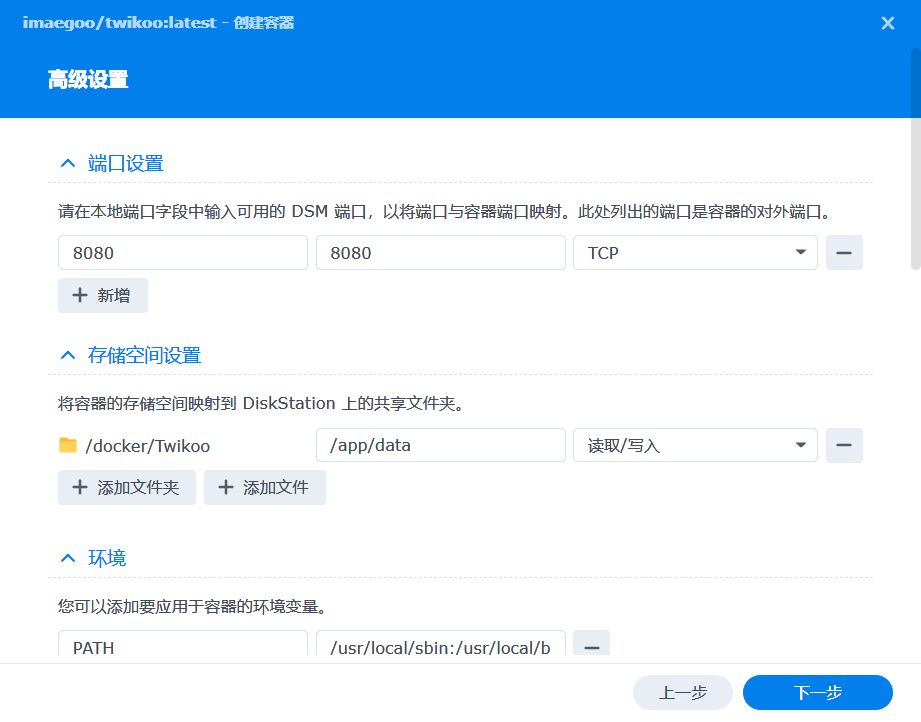 imaegoo/twikoo:latest - 创建容器
高级设置
端口设置
请在本地端口字段中输入可用的 DSM 端口，以将端口与容器端口映射。此处列出的端口是容器的对外端口。
8080 8080 TCP
新增
存储空间设置
将容器的存储空间映射到 DiskStation 上的共享文件夹。
/docker/Twikoo /app/data 读取/写入
添加文件夹 添加文件
环境
您可以添加要应用于容器的环境变量。
PATH /usr/local/sbin:/usr/local/b
上一步 下一步